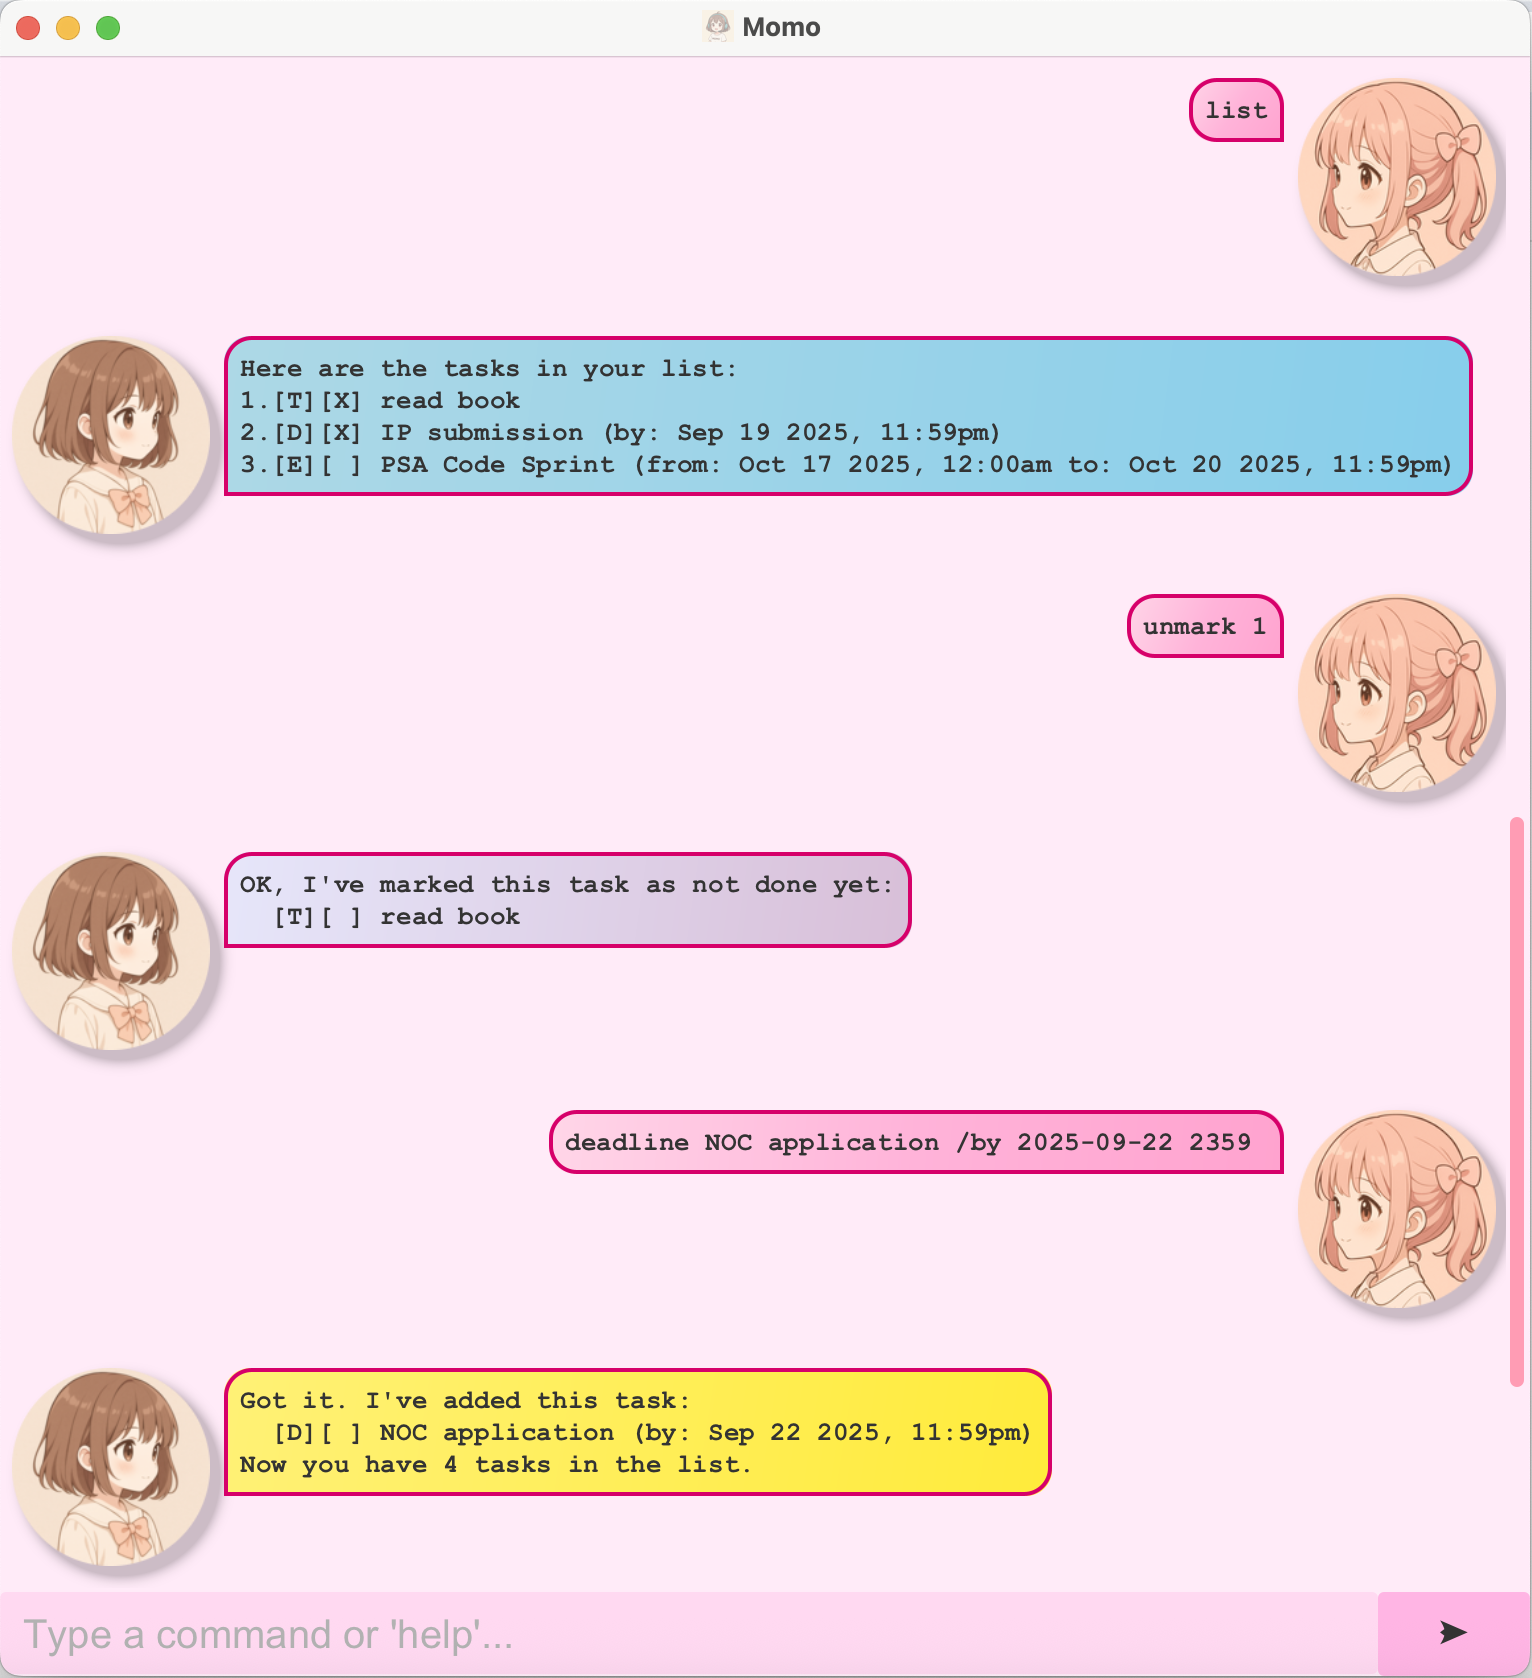 Momo
list
Here are the tasks in your list:
1.[T][X] read book
2.[D][X] IP submission (by: Sep 19 2025, 11:59pm)
3.[E][ ] PSA Code Sprint (from: Oct 17 2025, 12:00am to: Oct 20 2025, 11:59pm)
unmark 1
OK, I've marked this task as not done yet:
  [T][ ] read book
deadline NOC application /by 2025-09-22 2359
Got it. I've added this task:
  [D][ ] NOC application (by: Sep 22 2025, 11:59pm)
Now you have 4 tasks in the list.
Type a command or 'help'...